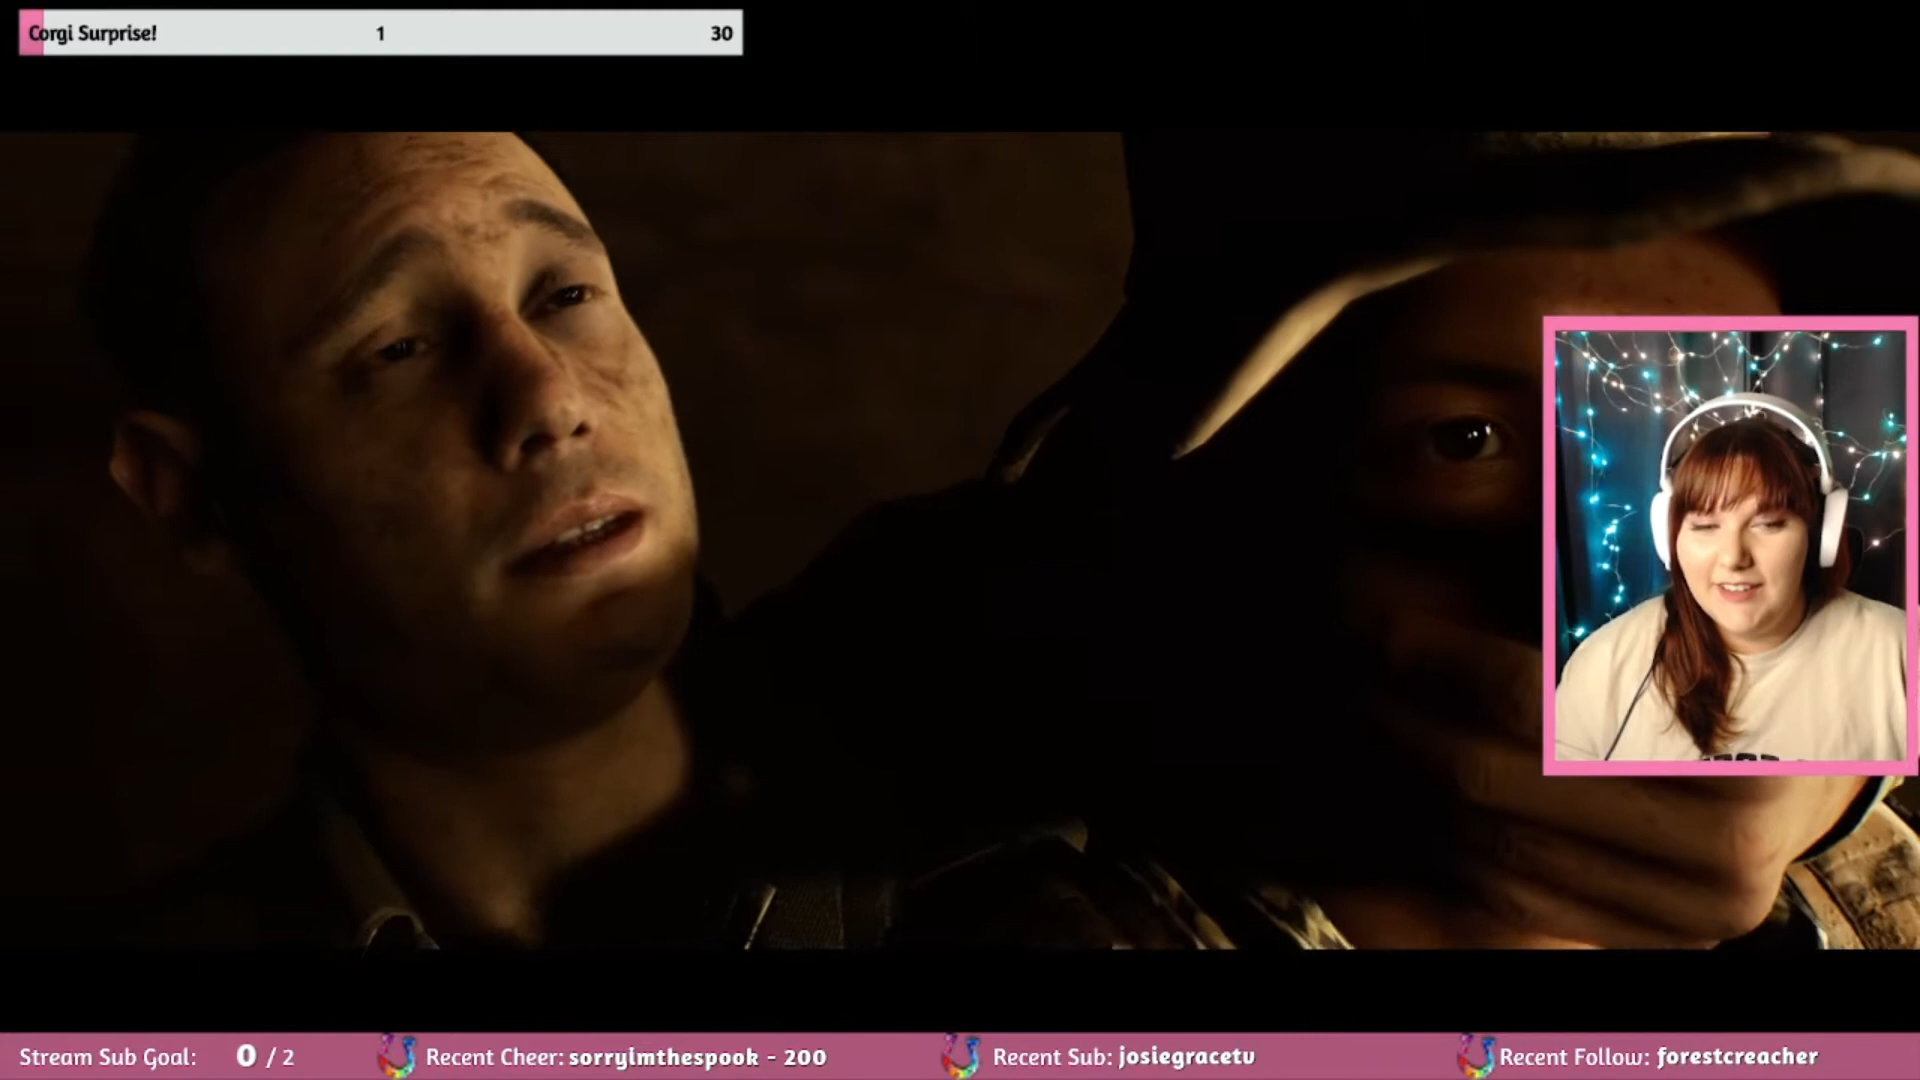 Corgi Surprise! 1 30
Stream Sub Goal: 0 / 2 Recent Cheer: sorryimthespook - 200 Recent Sub: josiegracetv Recent Follow: forestcreacher